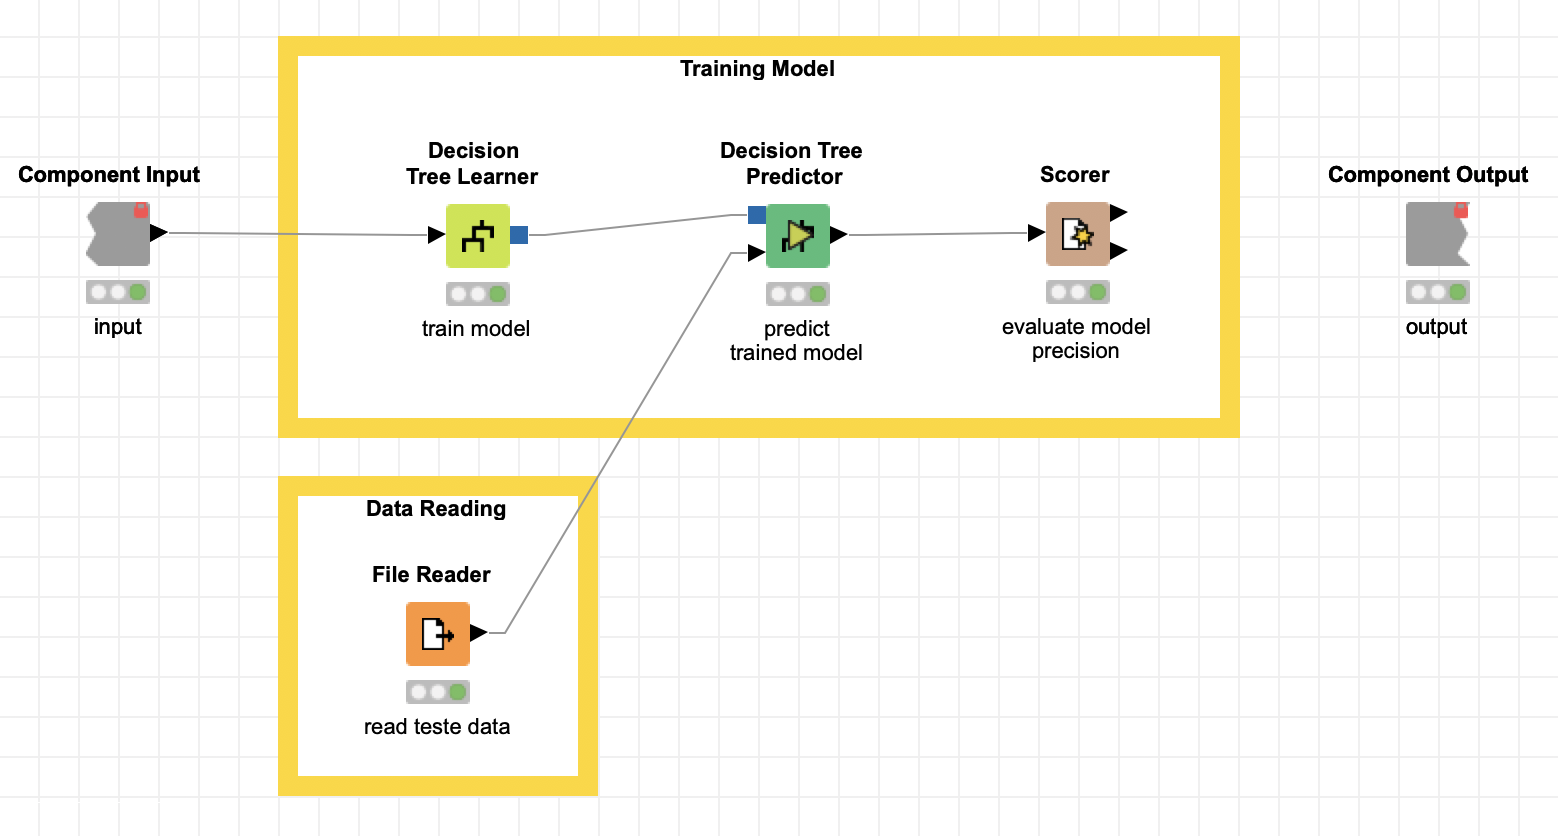 Training Model
Component Input
input
Decision
Tree Learner
train model
Decision Tree
Predictor
predict
trained model
Scorer
evaluate model
precision
Component Output
output
Data Reading
File Reader
read teste data